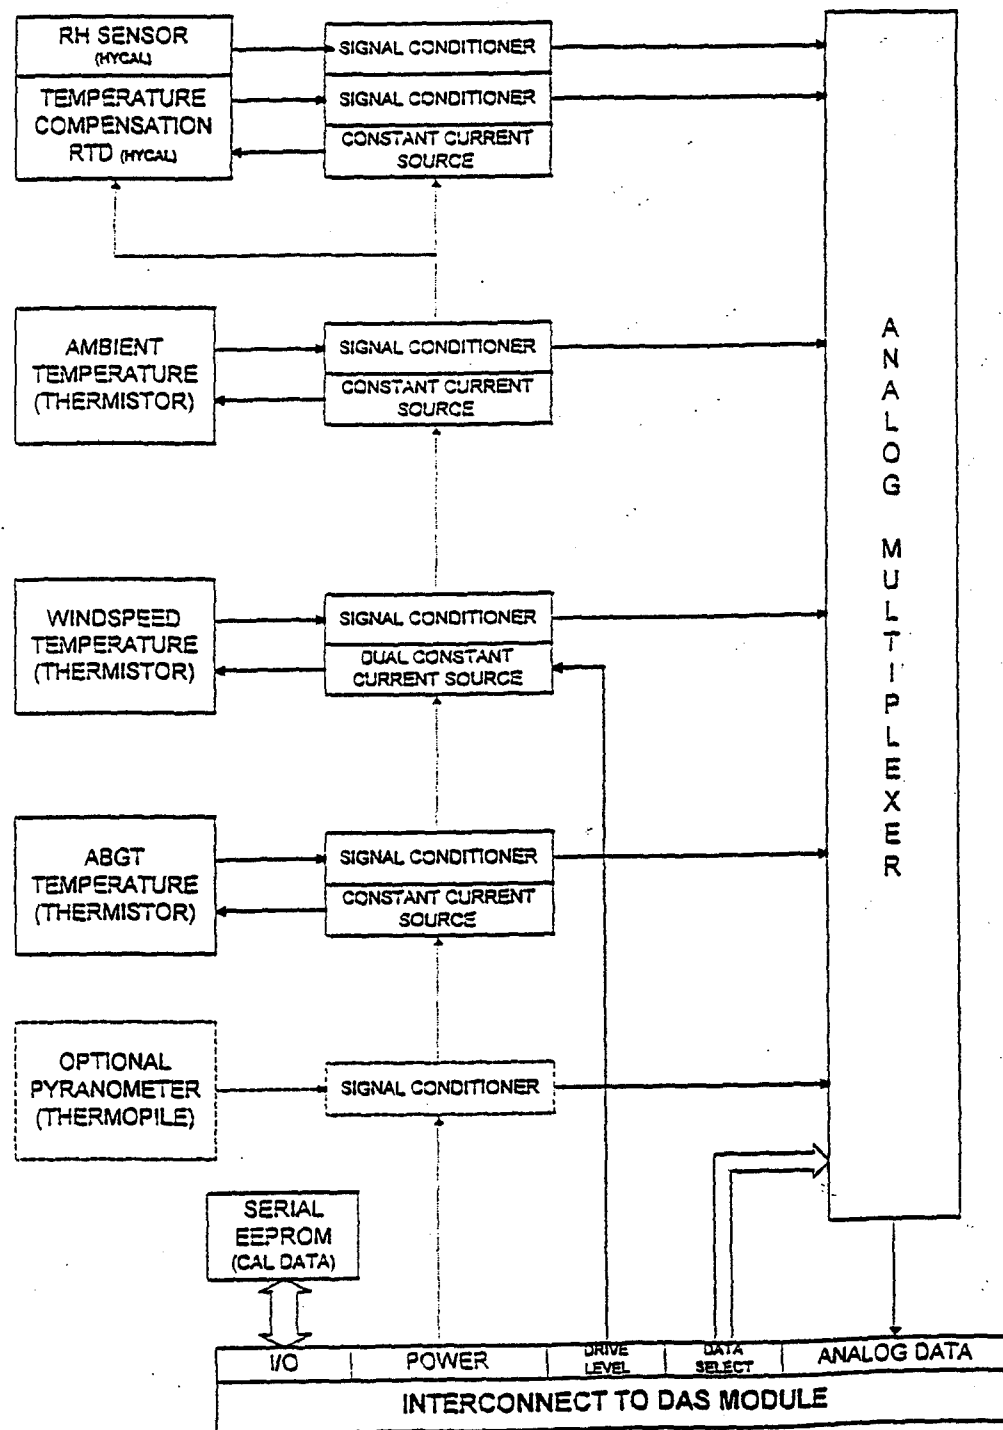 RH SENSOR
(HYCAL)
TEMPERATURE
COMPENSATION
RTD (HYCAL)
SIGNAL CONDITIONER
SIGNAL CONDITIONER
CONSTANT CURRENT
SOURCE
AMBIENT
TEMPERATURE
(THERMISTOR)
SIGNAL CONDITIONER
CONSTANT CURRENT
SOURCE
WINDSPEED
TEMPERATURE
(THERMISTOR)
SIGNAL CONDITIONER
DUAL CONSTANT
CURRENT SOURCE
ABGT
TEMPERATURE
(THERMISTOR)
SIGNAL CONDITIONER
CONSTANT CURRENT
SOURCE
OPTIONAL
PYRANOMETER
(THERMOPILE)
SIGNAL CONDITIONER
ANALOG MULTIPLEXER
SERIAL
EEPROM
(CAL DATA)
I/O
POWER
DRIVE
LEVEL
DATA
SELECT
ANALOG DATA
INTERCONNECT TO DAS MODULE